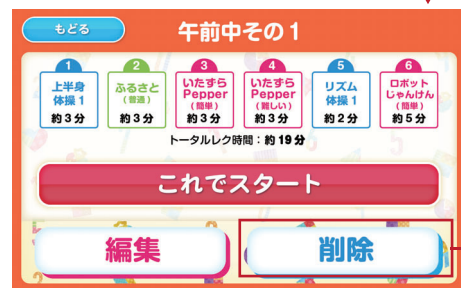 もどる
午前中その1
1
上半身
体操1
約3分
2
ふるさと
(普通)
約3分
3
いたずら
Pepper
(簡単)
約3分
4
いたずら
Pepper
(難しい)
約3分
5
リズム
体操1
約2分
6
ロボット
じゃんけん
(簡単)
約5分
トータルレク時間:約19分
これでスタート
編集
削除